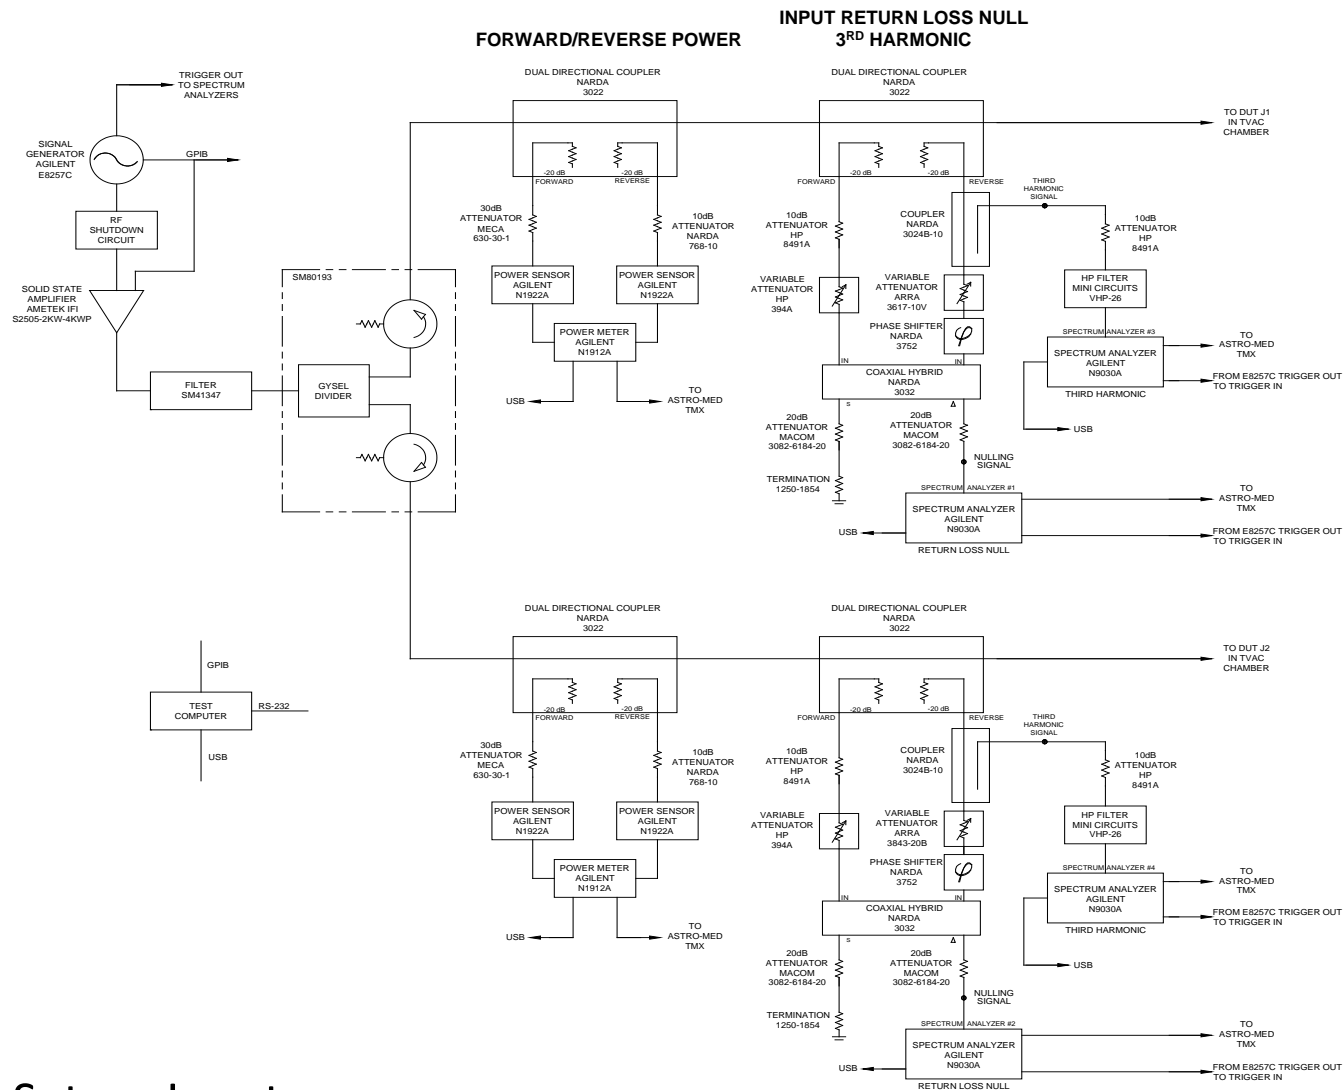 INPUT RETURN LOSS NULL
3RD HARMONIC
FORWARD/REVERSE POWER
TRIGGER OUT
TO SPECTRUM
ANALYZERS
SIGNAL
GENERATOR
AGILENT
E8257C
GPIB
RF
SHUTDOWN
CIRCUIT
SOLID STATE
AMPLIFIER
AMETEK IFI
S2505-2KW-4KWP
FILTER
SM41347
SM80193
GYSEL
DIVIDER
DUAL DIRECTIONAL COUPLER
NARDA
3022
-20 dB
-20 dB
FORWARD
REVERSE
30dB
ATTENUATOR
MECA
630-30-1
10dB
ATTENUATOR
NARDA
768-10
POWER SENSOR
AGILENT
N1922A
POWER SENSOR
AGILENT
N1922A
POWER METER
AGILENT
N1912A
USB
TO
ASTRO-MED
TMX
DUAL DIRECTIONAL COUPLER
NARDA
3022
-20 dB
-20 dB
FORWARD
REVERSE
TO DUT J1
IN TVAC
CHAMBER
10dB
ATTENUATOR
HP
8491A
COUPLER
NARDA
3024B-10
THIRD
HARMONIC
SIGNAL
10dB
ATTENUATOR
HP
8491A
VARIABLE
ATTENUATOR
HP
394A
VARIABLE
ATTENUATOR
ARRA
3617-10V
HP FILTER
MINI CIRCUITS
VHP-26
PHASE SHIFTER
NARDA
3752
φ
SPECTRUM ANALYZER #3
SPECTRUM ANALYZER
AGILENT
N9030A
THIRD HARMONIC
TO
ASTRO-MED
TMX
FROM E8257C TRIGGER OUT
TO TRIGGER IN
USB
IN
IN
COAXIAL HYBRID
NARDA
3032
S
Δ
20dB
ATTENUATOR
MACOM
3082-6184-20
20dB
ATTENUATOR
MACOM
3082-6184-20
NULLING
SIGNAL
TERMINATION
1250-1854
SPECTRUM ANALYZER #1
SPECTRUM ANALYZER
AGILENT
N9030A
RETURN LOSS NULL
USB
TO
ASTRO-MED
TMX
FROM E8257C TRIGGER OUT
TO TRIGGER IN
GPIB
TEST
COMPUTER
RS-232
USB
DUAL DIRECTIONAL COUPLER
NARDA
3022
-20 dB
-20 dB
FORWARD
REVERSE
30dB
ATTENUATOR
MECA
630-30-1
10dB
ATTENUATOR
NARDA
768-10
POWER SENSOR
AGILENT
N1922A
POWER SENSOR
AGILENT
N1922A
POWER METER
AGILENT
N1912A
USB
TO
ASTRO-MED
TMX
DUAL DIRECTIONAL COUPLER
NARDA
3022
-20 dB
-20 dB
FORWARD
REVERSE
TO DUT J2
IN TVAC
CHAMBER
10dB
ATTENUATOR
HP
8491A
COUPLER
NARDA
3024B-10
THIRD
HARMONIC
SIGNAL
10dB
ATTENUATOR
HP
8491A
VARIABLE
ATTENUATOR
HP
394A
VARIABLE
ATTENUATOR
ARRA
3843-20B
HP FILTER
MINI CIRCUITS
VHP-26
PHASE SHIFTER
NARDA
3752
φ
SPECTRUM ANALYZER #4
SPECTRUM ANALYZER
AGILENT
N9030A
THIRD HARMONIC
TO
ASTRO-MED
TMX
FROM E8257C TRIGGER OUT
TO TRIGGER IN
USB
IN
IN
COAXIAL HYBRID
NARDA
3032
S
Δ
20dB
ATTENUATOR
MACOM
3082-6184-20
20dB
ATTENUATOR
MACOM
3082-6184-20
NULLING
SIGNAL
TERMINATION
1250-1854
SPECTRUM ANALYZER #2
SPECTRUM ANALYZER
AGILENT
N9030A
RETURN LOSS NULL
USB
TO
ASTRO-MED
TMX
FROM E8257C TRIGGER OUT
TO TRIGGER IN